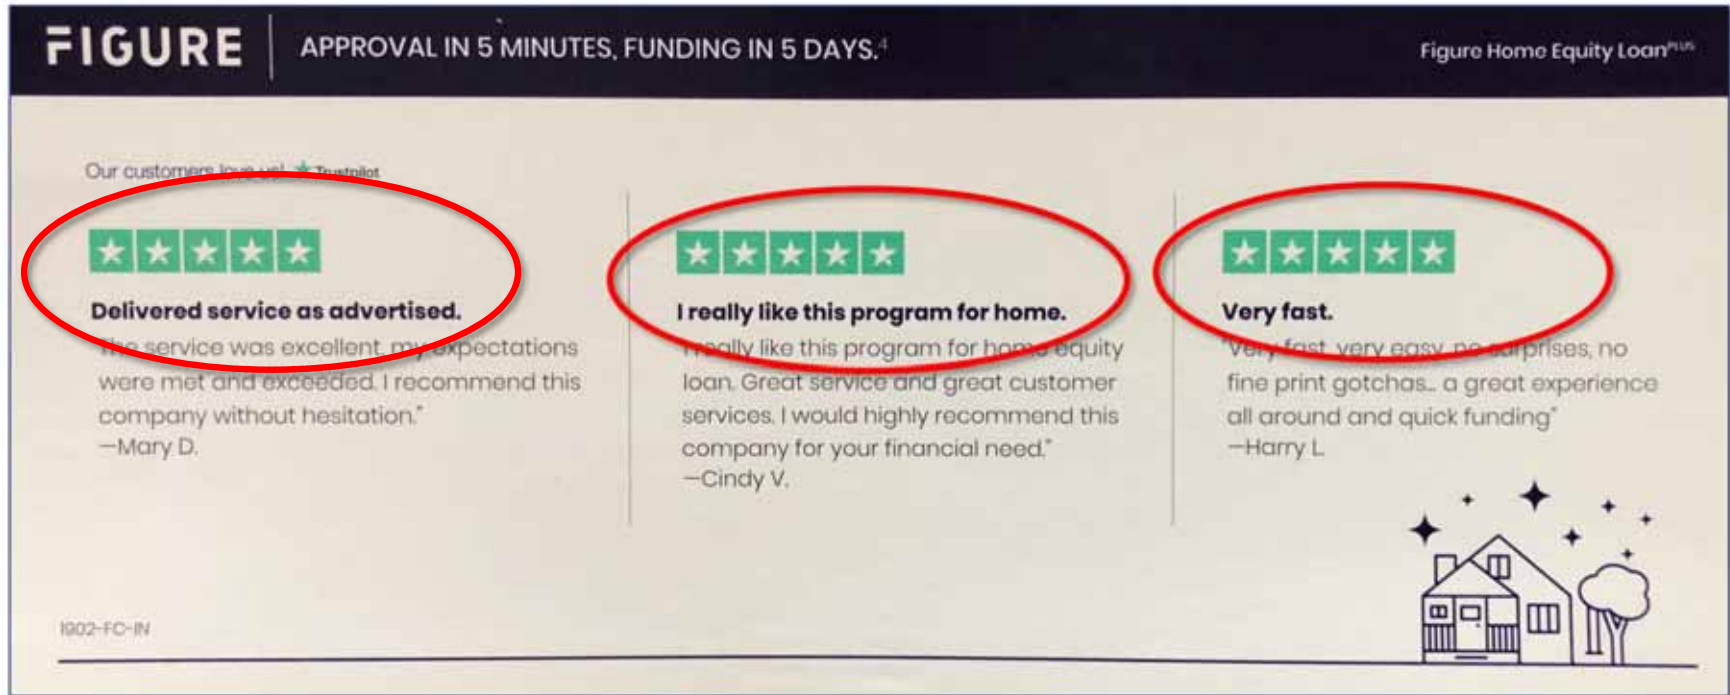 FIGURE
APPROVAL IN 5 MINUTES, FUNDING IN 5 DAYS.4
Figure Home Equity LoanPLUS
Our customers love us! Trustpilot
Delivered service as advertised.
The service was excellent, my expectations
were met and exceeded. I recommend this
company without hesitation."
—Mary D.
I really like this program for home.
I really like this program for home equity
loan. Great service and great customer
services. I would highly recommend this
company for your financial need."
—Cindy V.
Very fast.
"Very fast, very easy, no surprises, no
fine print gotchas... a great experience
all around and quick funding"
—Harry L.
1902-FC-IN